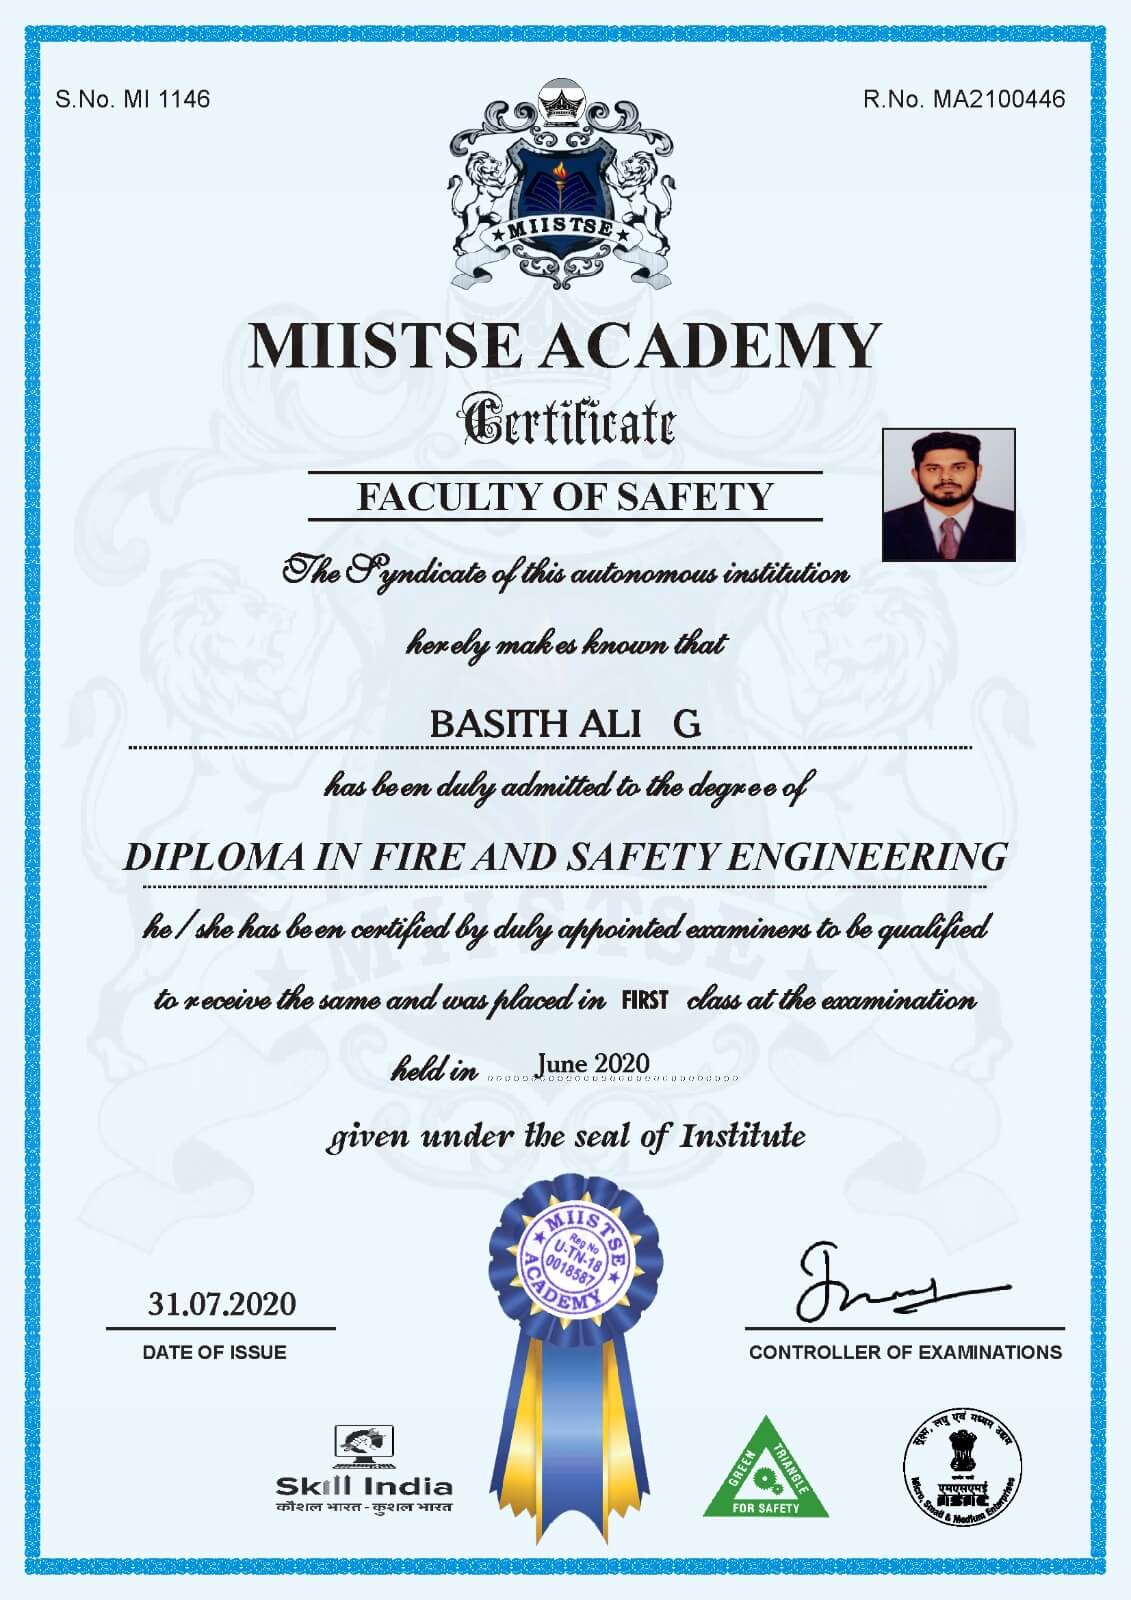 S.No. MI 1146
R.No. MA2100446
MIISTSE
MIISTSE ACADEMY
Certificate
FACULTY OF SAFETY
The Syndicate of this autonomous institution
herely makes known that
BASITH ALI G
has been duly admitted to the degree of
DIPLOMA IN FIRE AND SAFETY ENGINEERING
he / she has been certified by duly appointed examiners to be qualified
to receive the same and was placed in FIRST class at the examination
held in June 2020
given under the seal of Institute
MIISTSE
Reg No
U-TN-18
0018587
ACADEMY
31.07.2020
DATE OF ISSUE
CONTROLLER OF EXAMINATIONS
Skill India
कौशल भारत - कुशल भारत
GREEN TRIANGLE
FOR SAFETY
सूक्ष्म, लघु एवं मध्यम उद्यम
एमएसएमई
Micro, Small & Medium Enterprises
MIISTSE